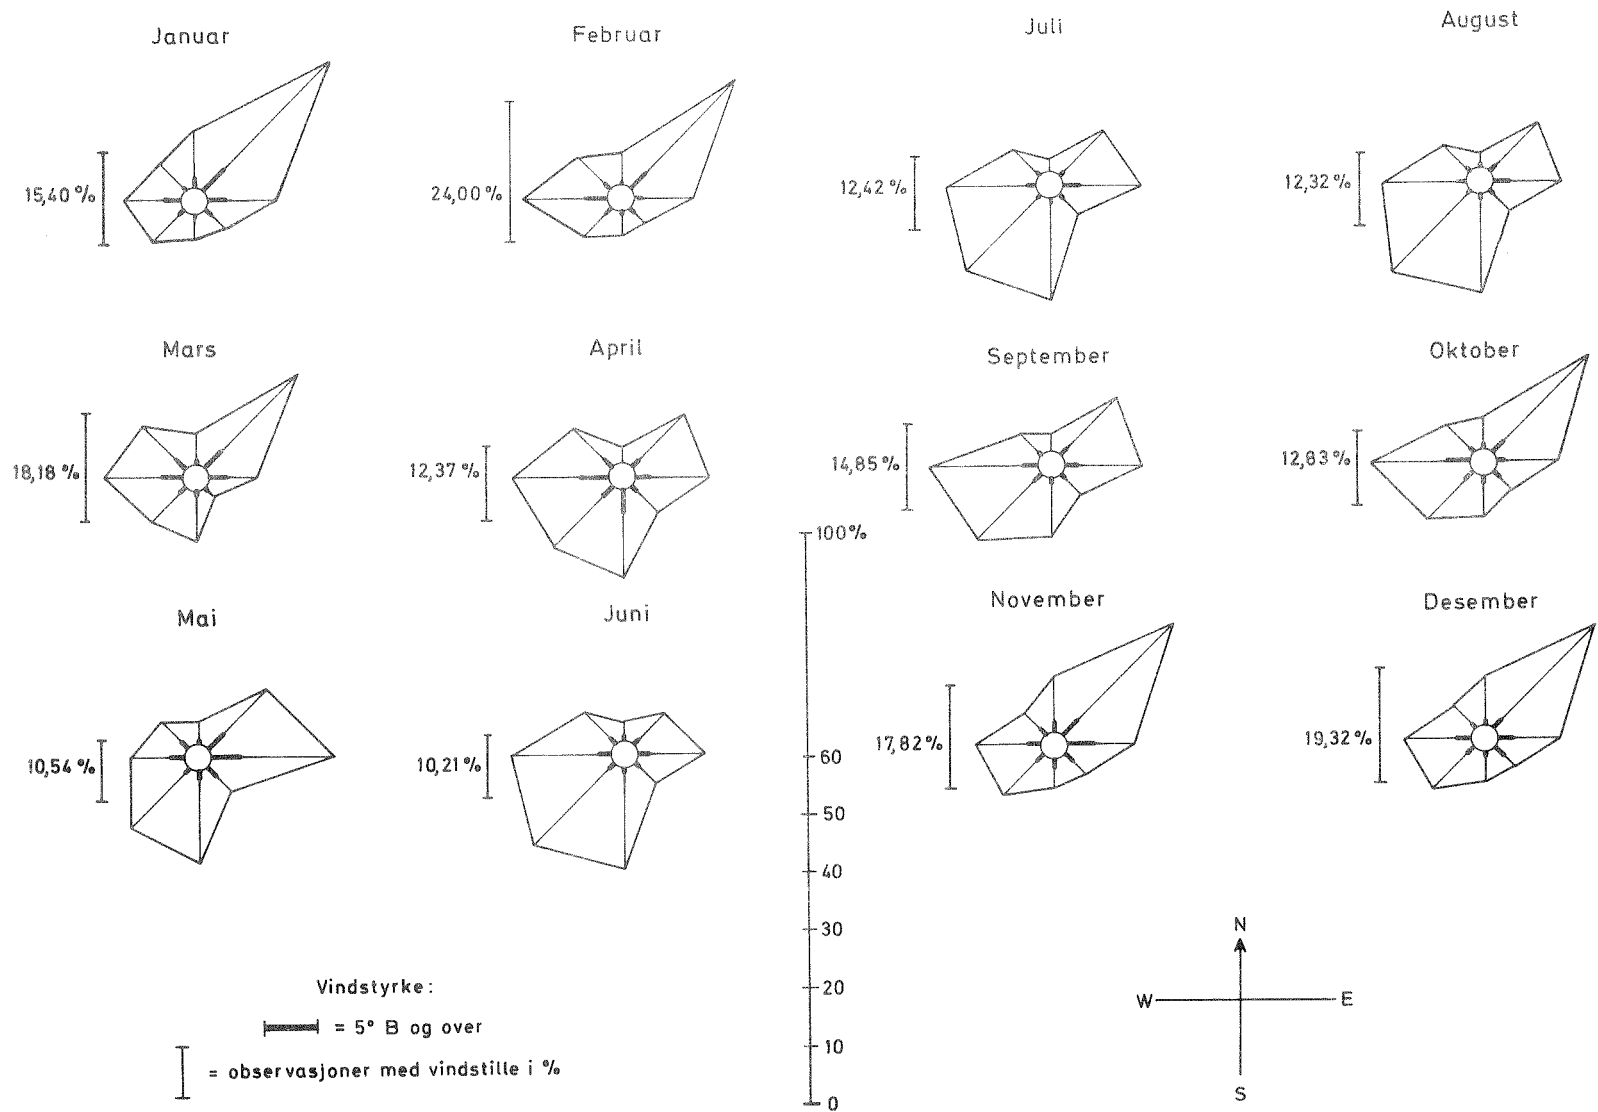 Januar
Februar
Juli
August
15,40 %
24,00 %
12,42 %
12,32 %
Mars
April
September
Oktober
18,18 %
12,37 %
14,85 %
12,83 %
100%
Mai
Juni
November
Desember
10,54 %
10,21 %
17,82 %
19,32 %
60
50
40
30
20
10
0
N
W
E
S
Vindstyrke:
= 5° B og over
= observasjoner med vindstille i %